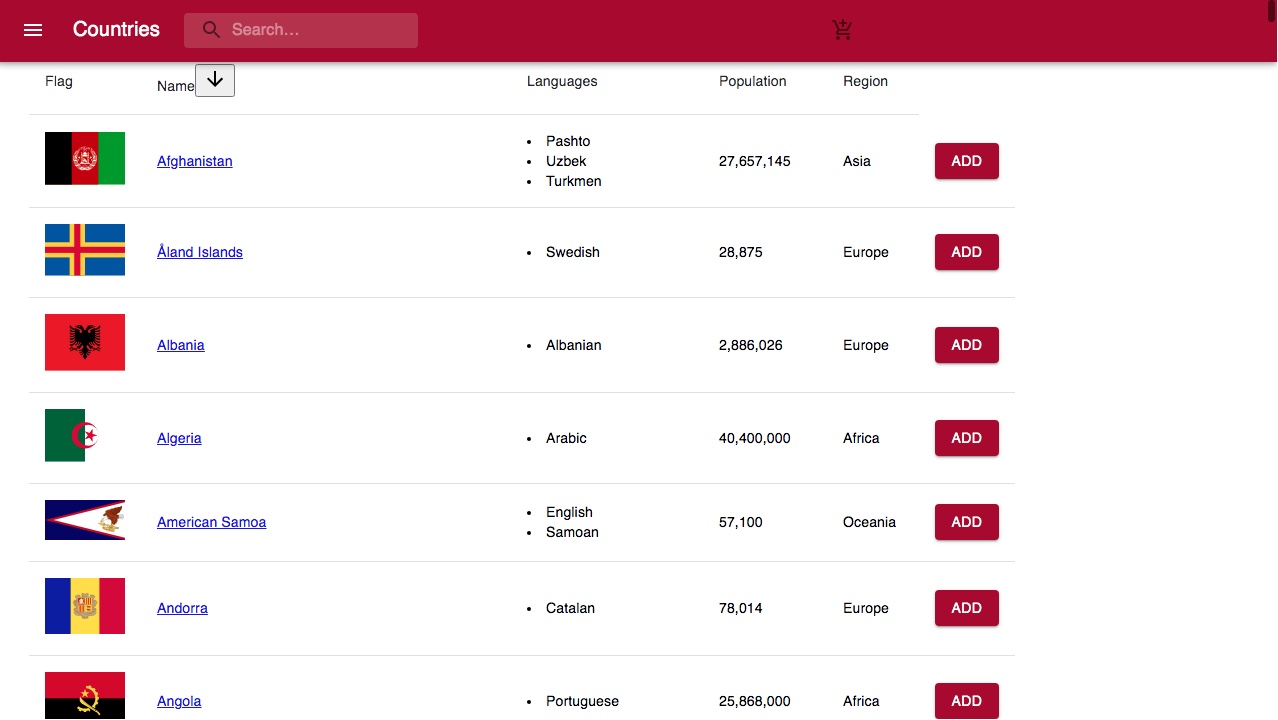 Countries Search…
Flag Name Languages Population Region
Afghanistan
Pashto
Uzbek
Turkmen
27,657,145 Asia ADD
Åland Islands Swedish 28,875 Europe ADD
Albania Albanian 2,886,026 Europe ADD
Algeria Arabic 40,400,000 Africa ADD
American Samoa
English
Samoan
57,100 Oceania ADD
Andorra Catalan 78,014 Europe ADD
Angola Portuguese 25,868,000 Africa ADD